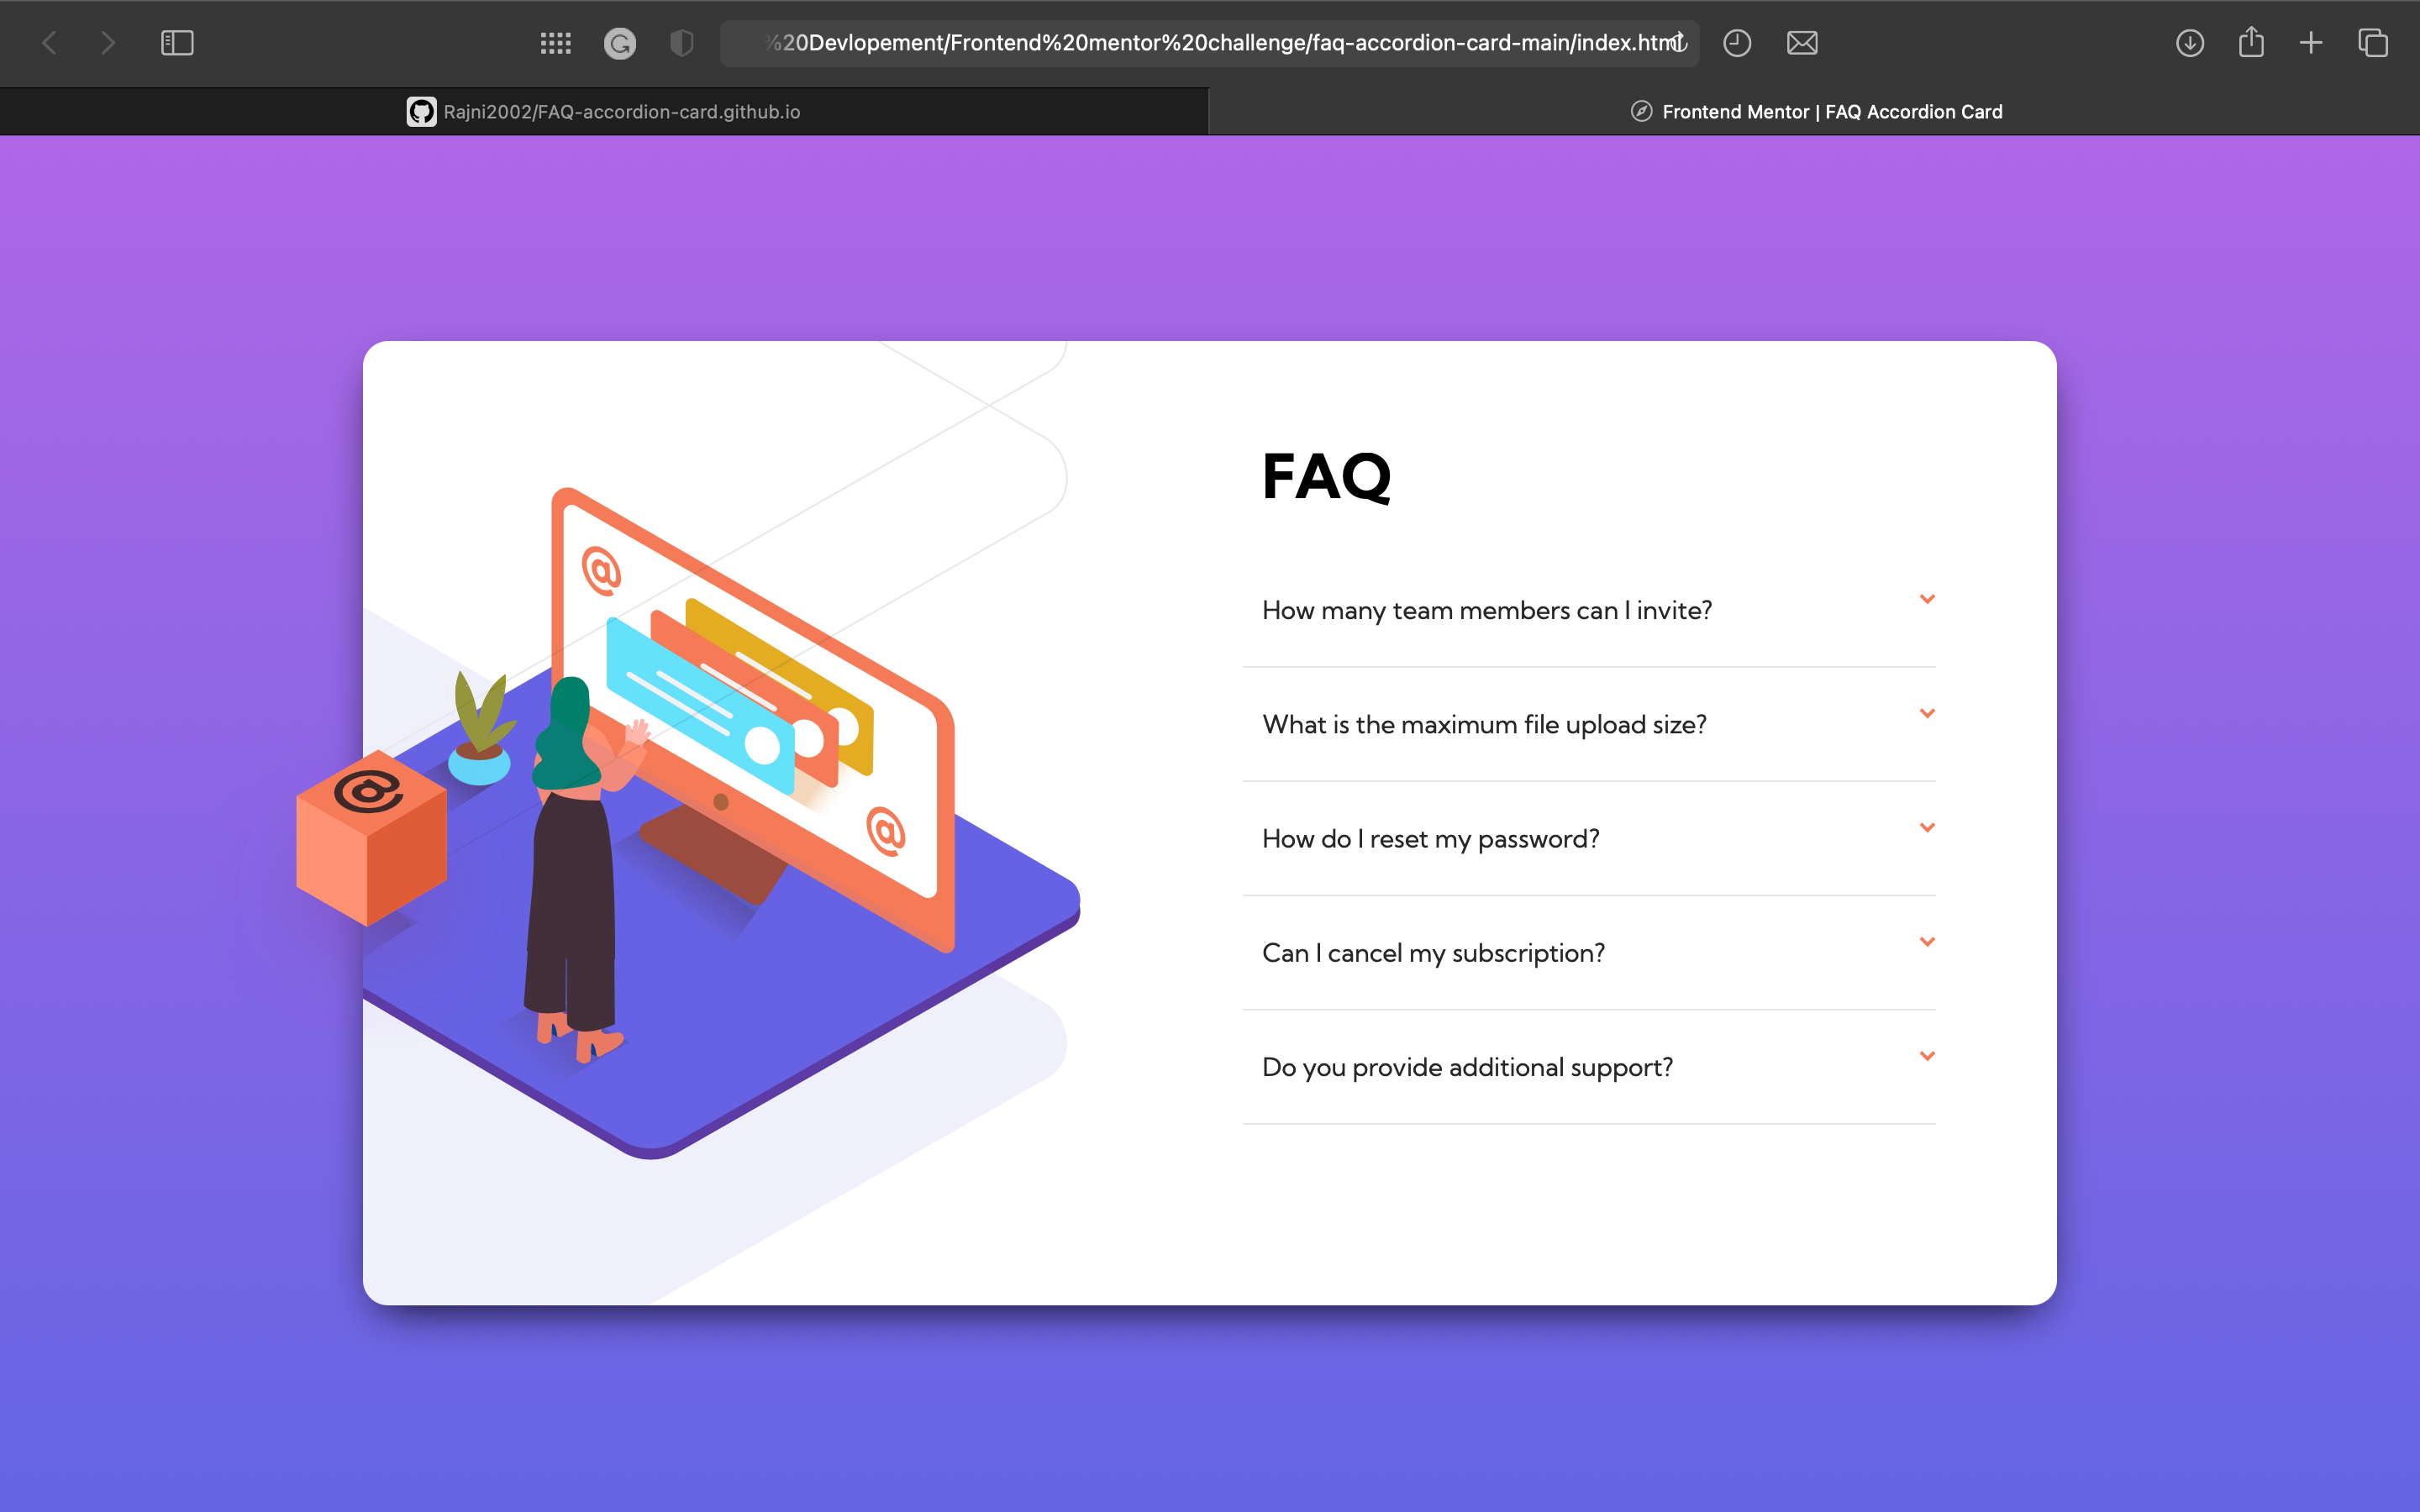 %20Devlopement/Frontend%20mentor%20challenge/faq-accordion-card-main/index.html
Rajni2002/FAQ-accordion-card.github.io
Frontend Mentor | FAQ Accordion Card
FAQ
@
How many team members can I invite?
What is the maximum file upload size?
@
How do I reset my password?
@
Can I cancel my subscription?
Do you provide additional support?